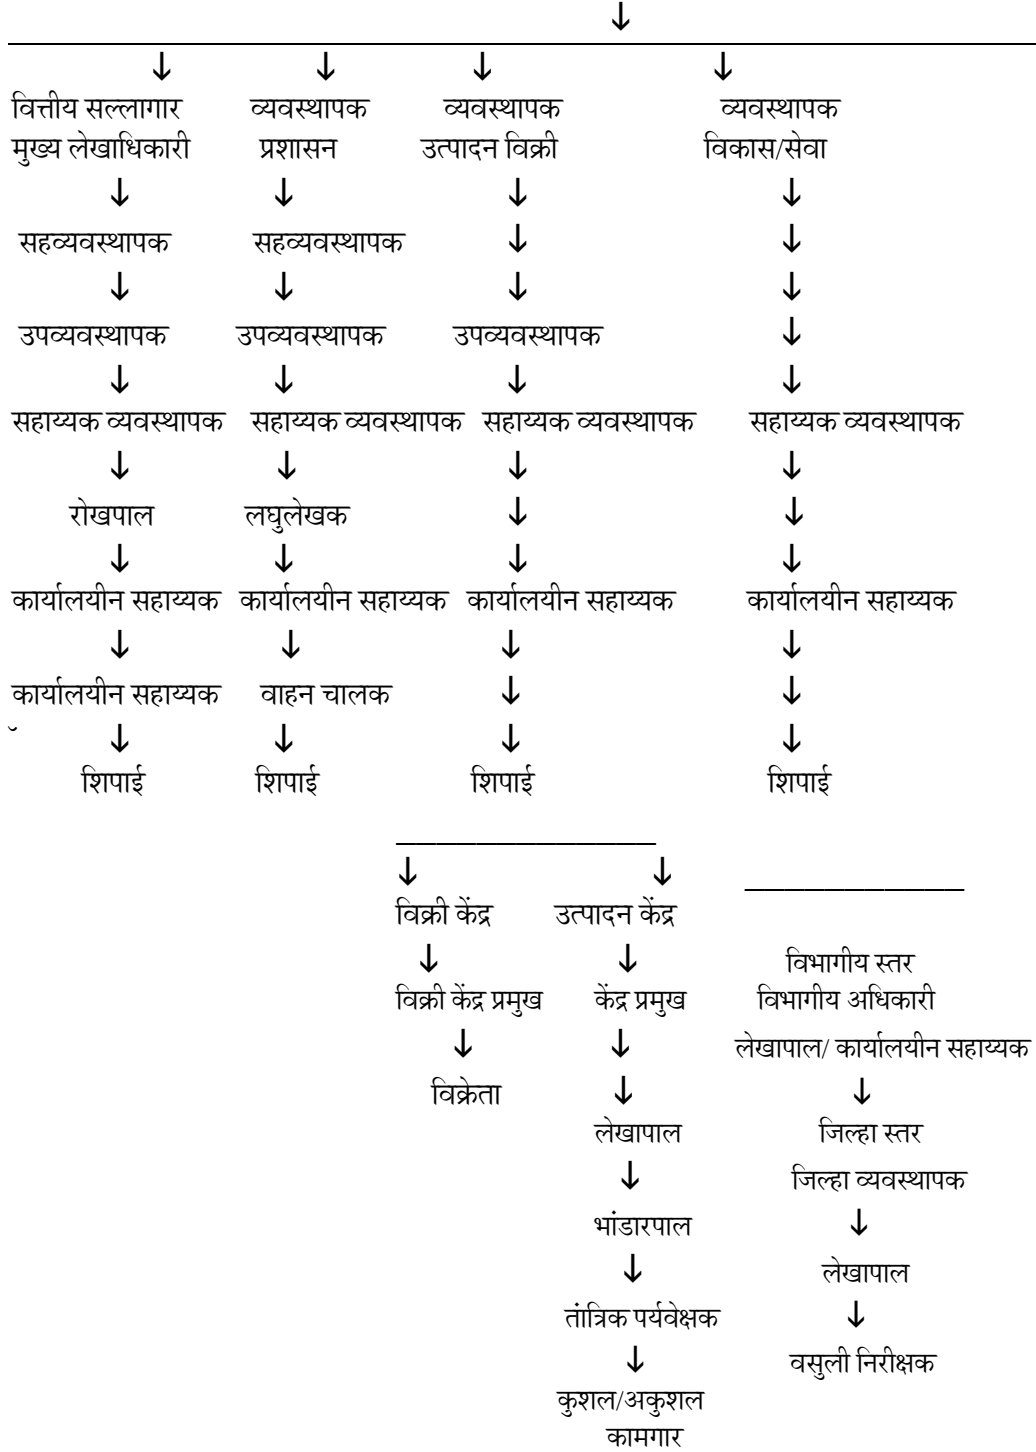 ↓
↓ ↓ ↓ ↓
वित्तीय सल्लागार व्यवस्थापक व्यवस्थापक व्यवस्थापक
मुख्य लेखाधिकारी प्रशासन उत्पादन विक्री विकास/सेवा
↓ ↓ ↓ ↓
सहव्यवस्थापक सहव्यवस्थापक ↓ ↓
↓ ↓ ↓ ↓
उपव्यवस्थापक उपव्यवस्थापक उपव्यवस्थापक ↓
↓ ↓ ↓ ↓
सहाय्यक व्यवस्थापक सहाय्यक व्यवस्थापक सहाय्यक व्यवस्थापक सहाय्यक व्यवस्थापक
↓ ↓ ↓ ↓
रोखपाल लघुलेखक ↓ ↓
↓ ↓ ↓ ↓
कार्यालयीन सहाय्यक कार्यालयीन सहाय्यक कार्यालयीन सहाय्यक कार्यालयीन सहाय्यक
↓ ↓ ↓ ↓
कार्यालयीन सहाय्यक वाहन चालक ↓ ↓
↓ ↓ ↓ ↓
शिपाई शिपाई शिपाई शिपाई
↓ ↓
विक्री केंद्र उत्पादन केंद्र
↓ ↓
विभागीय स्तर
विक्री केंद्र प्रमुख केंद्र प्रमुख विभागीय अधिकारी
↓ ↓ लेखापाल/ कार्यालयीन सहाय्यक
विक्रेता ↓ ↓
लेखापाल जिल्हा स्तर
↓ जिल्हा व्यवस्थापक
भांडारपाल ↓
↓ लेखापाल
तांत्रिक पर्यवेक्षक ↓
↓ वसुली निरीक्षक
कुशल/अकुशल
कामगार